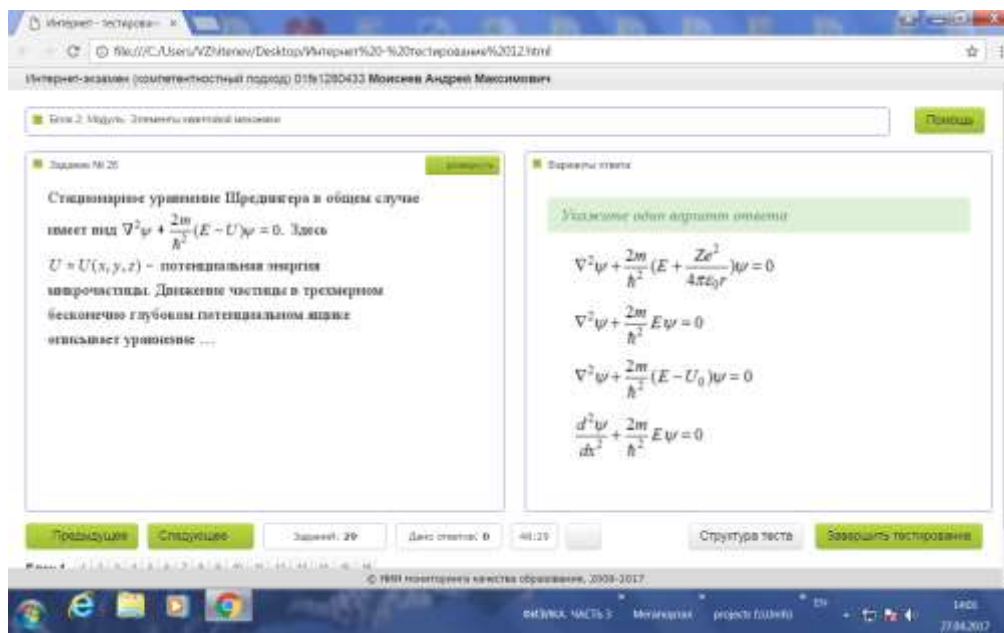 Интернет - тестирован
file:///C:/Users/VZhitenev/Desktop/Интернет%20-%20тестирование%2012.html
Интернет-экзамен (компетентностный подход) Моисеев Андрей Максимович
Блок 2. Модуль: Элементы квантовой механики
Помощь
Задание № 26
развернуть
Стационарное уравнение Шредингера в общем случае
имеет вид ∇²ψ + 2m/ħ² (E − U)ψ = 0. Здесь
U = U(x, y, z) – потенциальная энергия
микрочастицы. Движение частицы в трехмерном
бесконечно глубоком потенциальном ящике
описывает уравнение …
Варианты ответа
Укажите один вариант ответа
∇²ψ + 2m/ħ² (E + Ze²/4πε₀r)ψ = 0
∇²ψ + 2m/ħ² Eψ = 0
∇²ψ + 2m/ħ² (E − U₀)ψ = 0
d²ψ/dx² + 2m/ħ² Eψ = 0
Предыдущее
Следующее
Заданий: 29
Дано ответов: 0
Структура теста
Завершить тестирование
© НИИ мониторинга качества образования, 2008-2017
ФИЗИКА. ЧАСТЬ 3
EN
27.04.2017